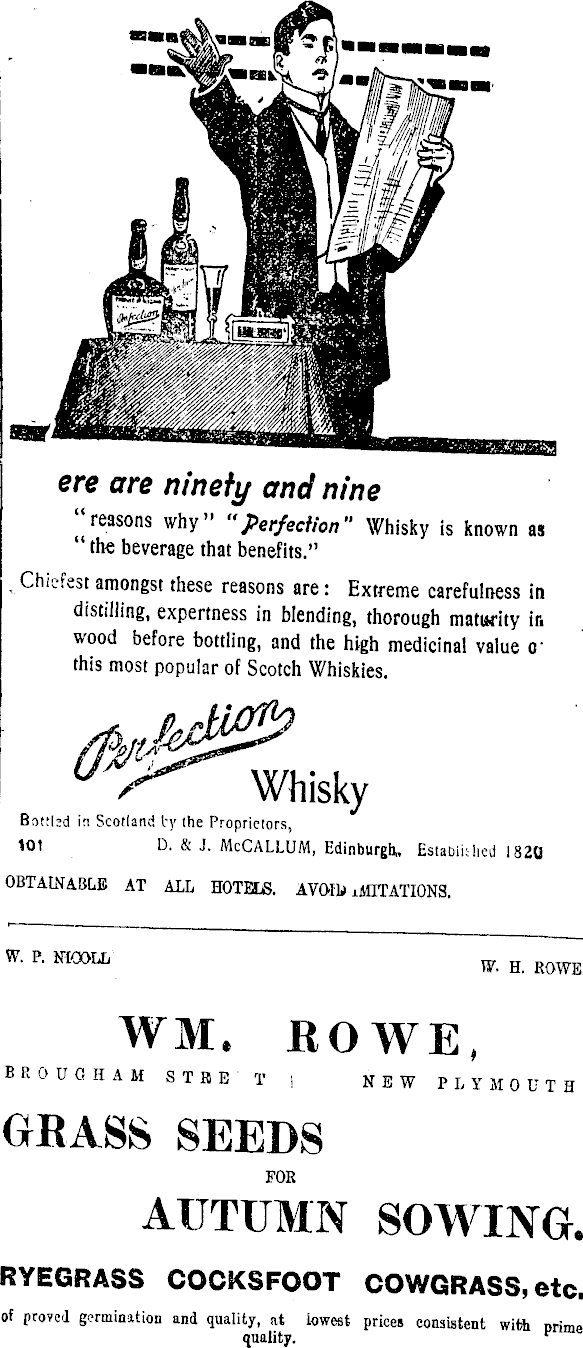 Perfection
ere are ninety and nine
“reasons why” “Perfection” Whisky is known as
“the beverage that benefits.”
Chiefest amongst these reasons are: Extreme carefulness in
distilling, expertness in blending, thorough maturity in
wood before bottling, and the high medicinal value o
this most popular of Scotch Whiskies.
Perfection
Whisky
Bottled in Scotland by the Proprietors,
101 D. & J. McCALLUM, Edinburgh. Established 1820
OBTAINABLE AT ALL HOTELS. AVOID IMITATIONS.
W. P. NICOLL W. H. ROWE
WM. ROWE,
BROUGHAM STREET NEW PLYMOUTH
GRASS SEEDS
FOR
AUTUMN SOWING.
RYEGRASS COCKSFOOT COWGRASS, etc.
of proved germination and quality, at lowest prices consistent with prime
quality.